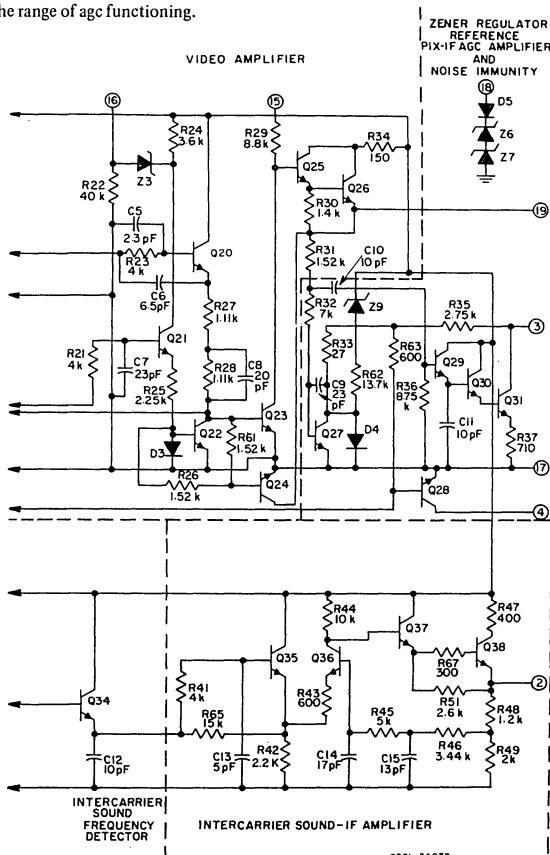 he range of agc functioning.
ZENER REGULATOR
REFERENCE
PIX-IF AGC AMPLIFIER
AND
NOISE IMMUNITY
VIDEO AMPLIFIER
18
D5
Z6
Z7
16
15
R24
3.6 k
R29
8.8k
R34
150
Q25
Q26
Z3
R22
40 k
C5
2.3 pF
R30
1.4 k
19
Q20
R23
4k
R31
1.52 k
C10
10 pF
C6
6.5pF
R32
7k
Z9
R27
1.11k
R35
2.75 k
3
R33
27
R63
600
Q21
Q29
R21
4k
C7
23pF
R28
1.11k
C8
20
pF
R62
13.7k
Q30
R25
2.25k
C9
23
pF
R36
875
k
Q31
Q23
C11
10 pF
Q22
R61
1.52 k
Q27
D4
R37
710
D3
17
R26
1.52 k
Q24
Q28
4
R44
10 k
R47
400
Q37
Q38
Q35
Q36
Q34
R67
300
2
R41
4k
R43
600
R51
2.6 k
R65
15k
R45
5k
R48
1.2 k
C12
10pF
C13
5pF
R42
2.2 K
C14
17pF
C15
13pF
R46
3.44k
R49
2k
INTERCARRIER
SOUND
FREQUENCY
DETECTOR
INTERCARRIER SOUND-IF AMPLIFIER